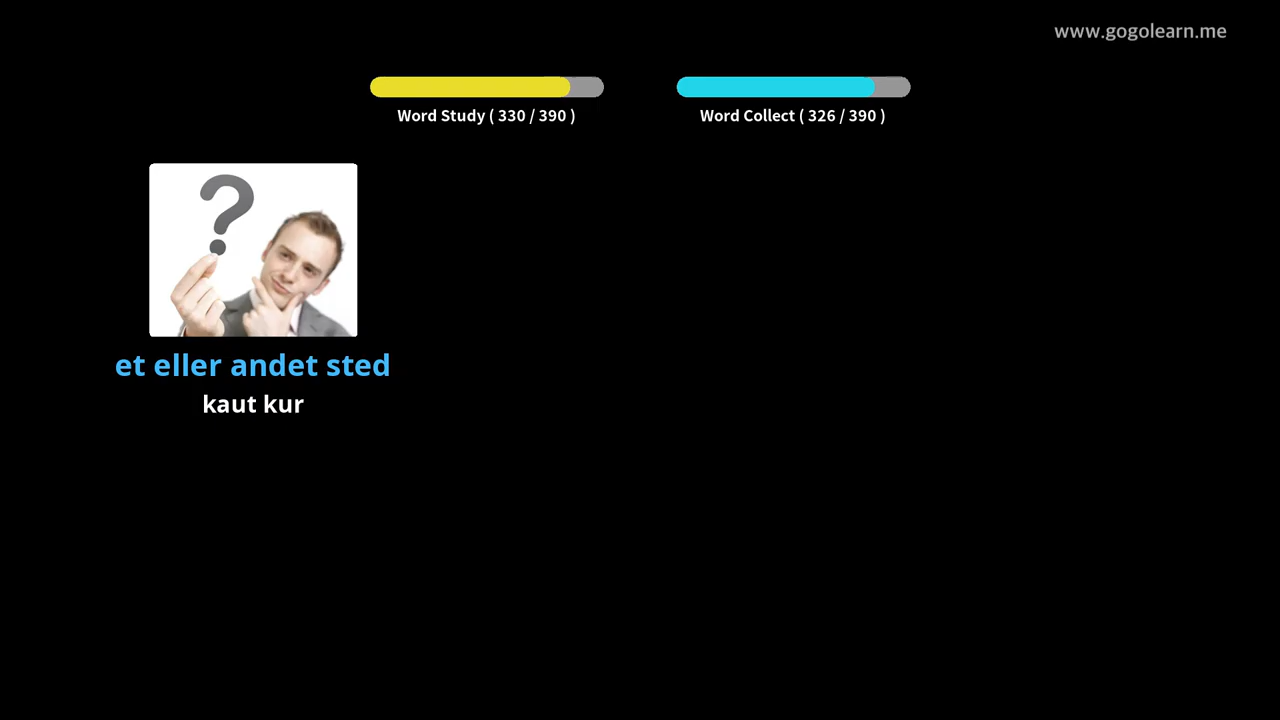 www.gogolearn.me
Word Study ( 330 / 390 )
Word Collect ( 326 / 390 )
?
et eller andet sted
kaut kur